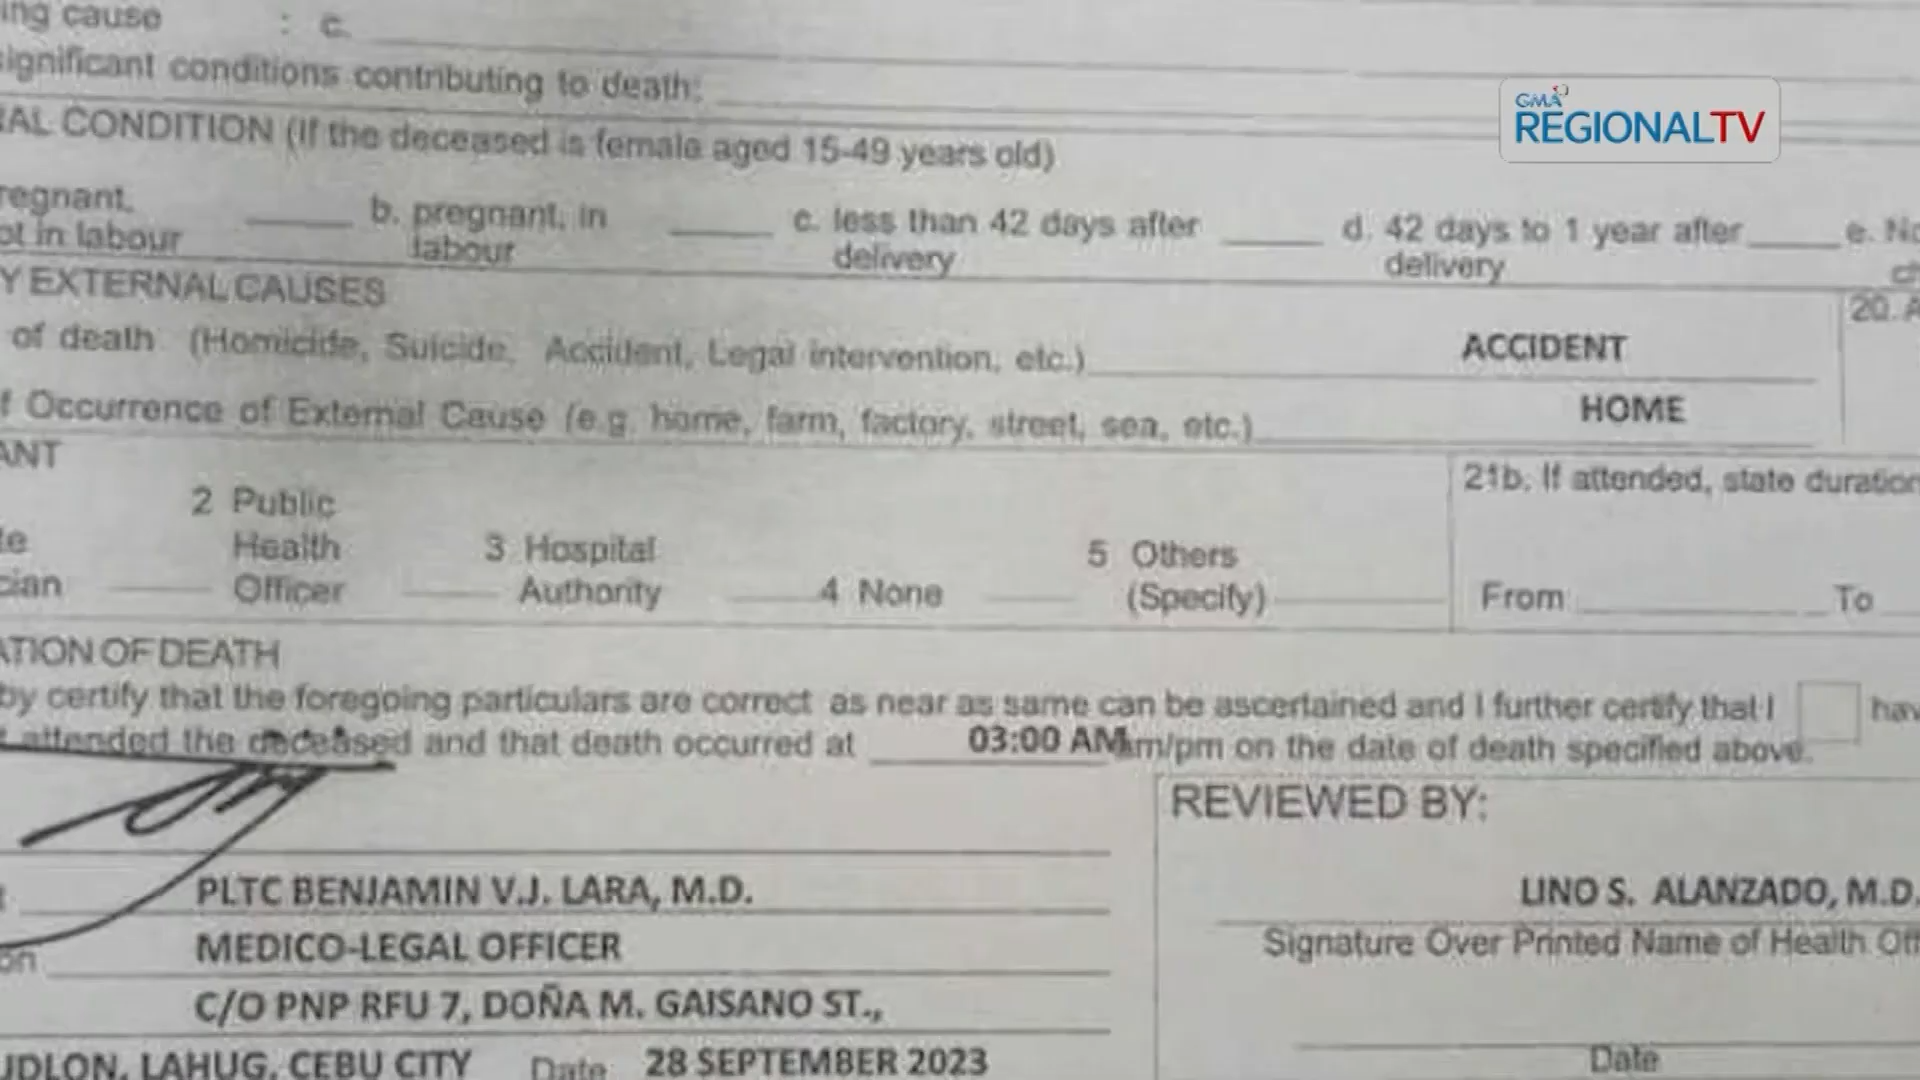 ing cause : c.
significant conditions contributing to death:
GMA
REGIONALTV
AL CONDITION (If the deceased is female aged 15-49 years old)
regnant, b. pregnant, in c. less than 42 days after d. 42 days to 1 year after e. No
ot in labour labour delivery delivery ch
Y EXTERNAL CAUSES 20. A
of death (Homicide, Suicide, Accident, Legal intervention, etc.) ACCIDENT
f Occurrence of External Cause (e.g. home, farm, factory, street, sea, etc.) HOME
ANT 21b. If attended, state duration
2 Public
te Health 3 Hospital 5 Others
cian Officer Authority 4 None (Specify) From To
ATION OF DEATH
by certify that the foregoing particulars are correct as near as same can be ascertained and I further certify that I hav
attended the deceased and that death occurred at 03:00 AM am/pm on the date of death specified above.
REVIEWED BY:
PLTC BENJAMIN V.J. LARA, M.D. LINO S. ALANZADO, M.D.
MEDICO-LEGAL OFFICER Signature Over Printed Name of Health Off
on
C/O PNP RFU 7, DOÑA M. GAISANO ST.,
UDLON, LAHUG, CEBU CITY Date 28 SEPTEMBER 2023 Date